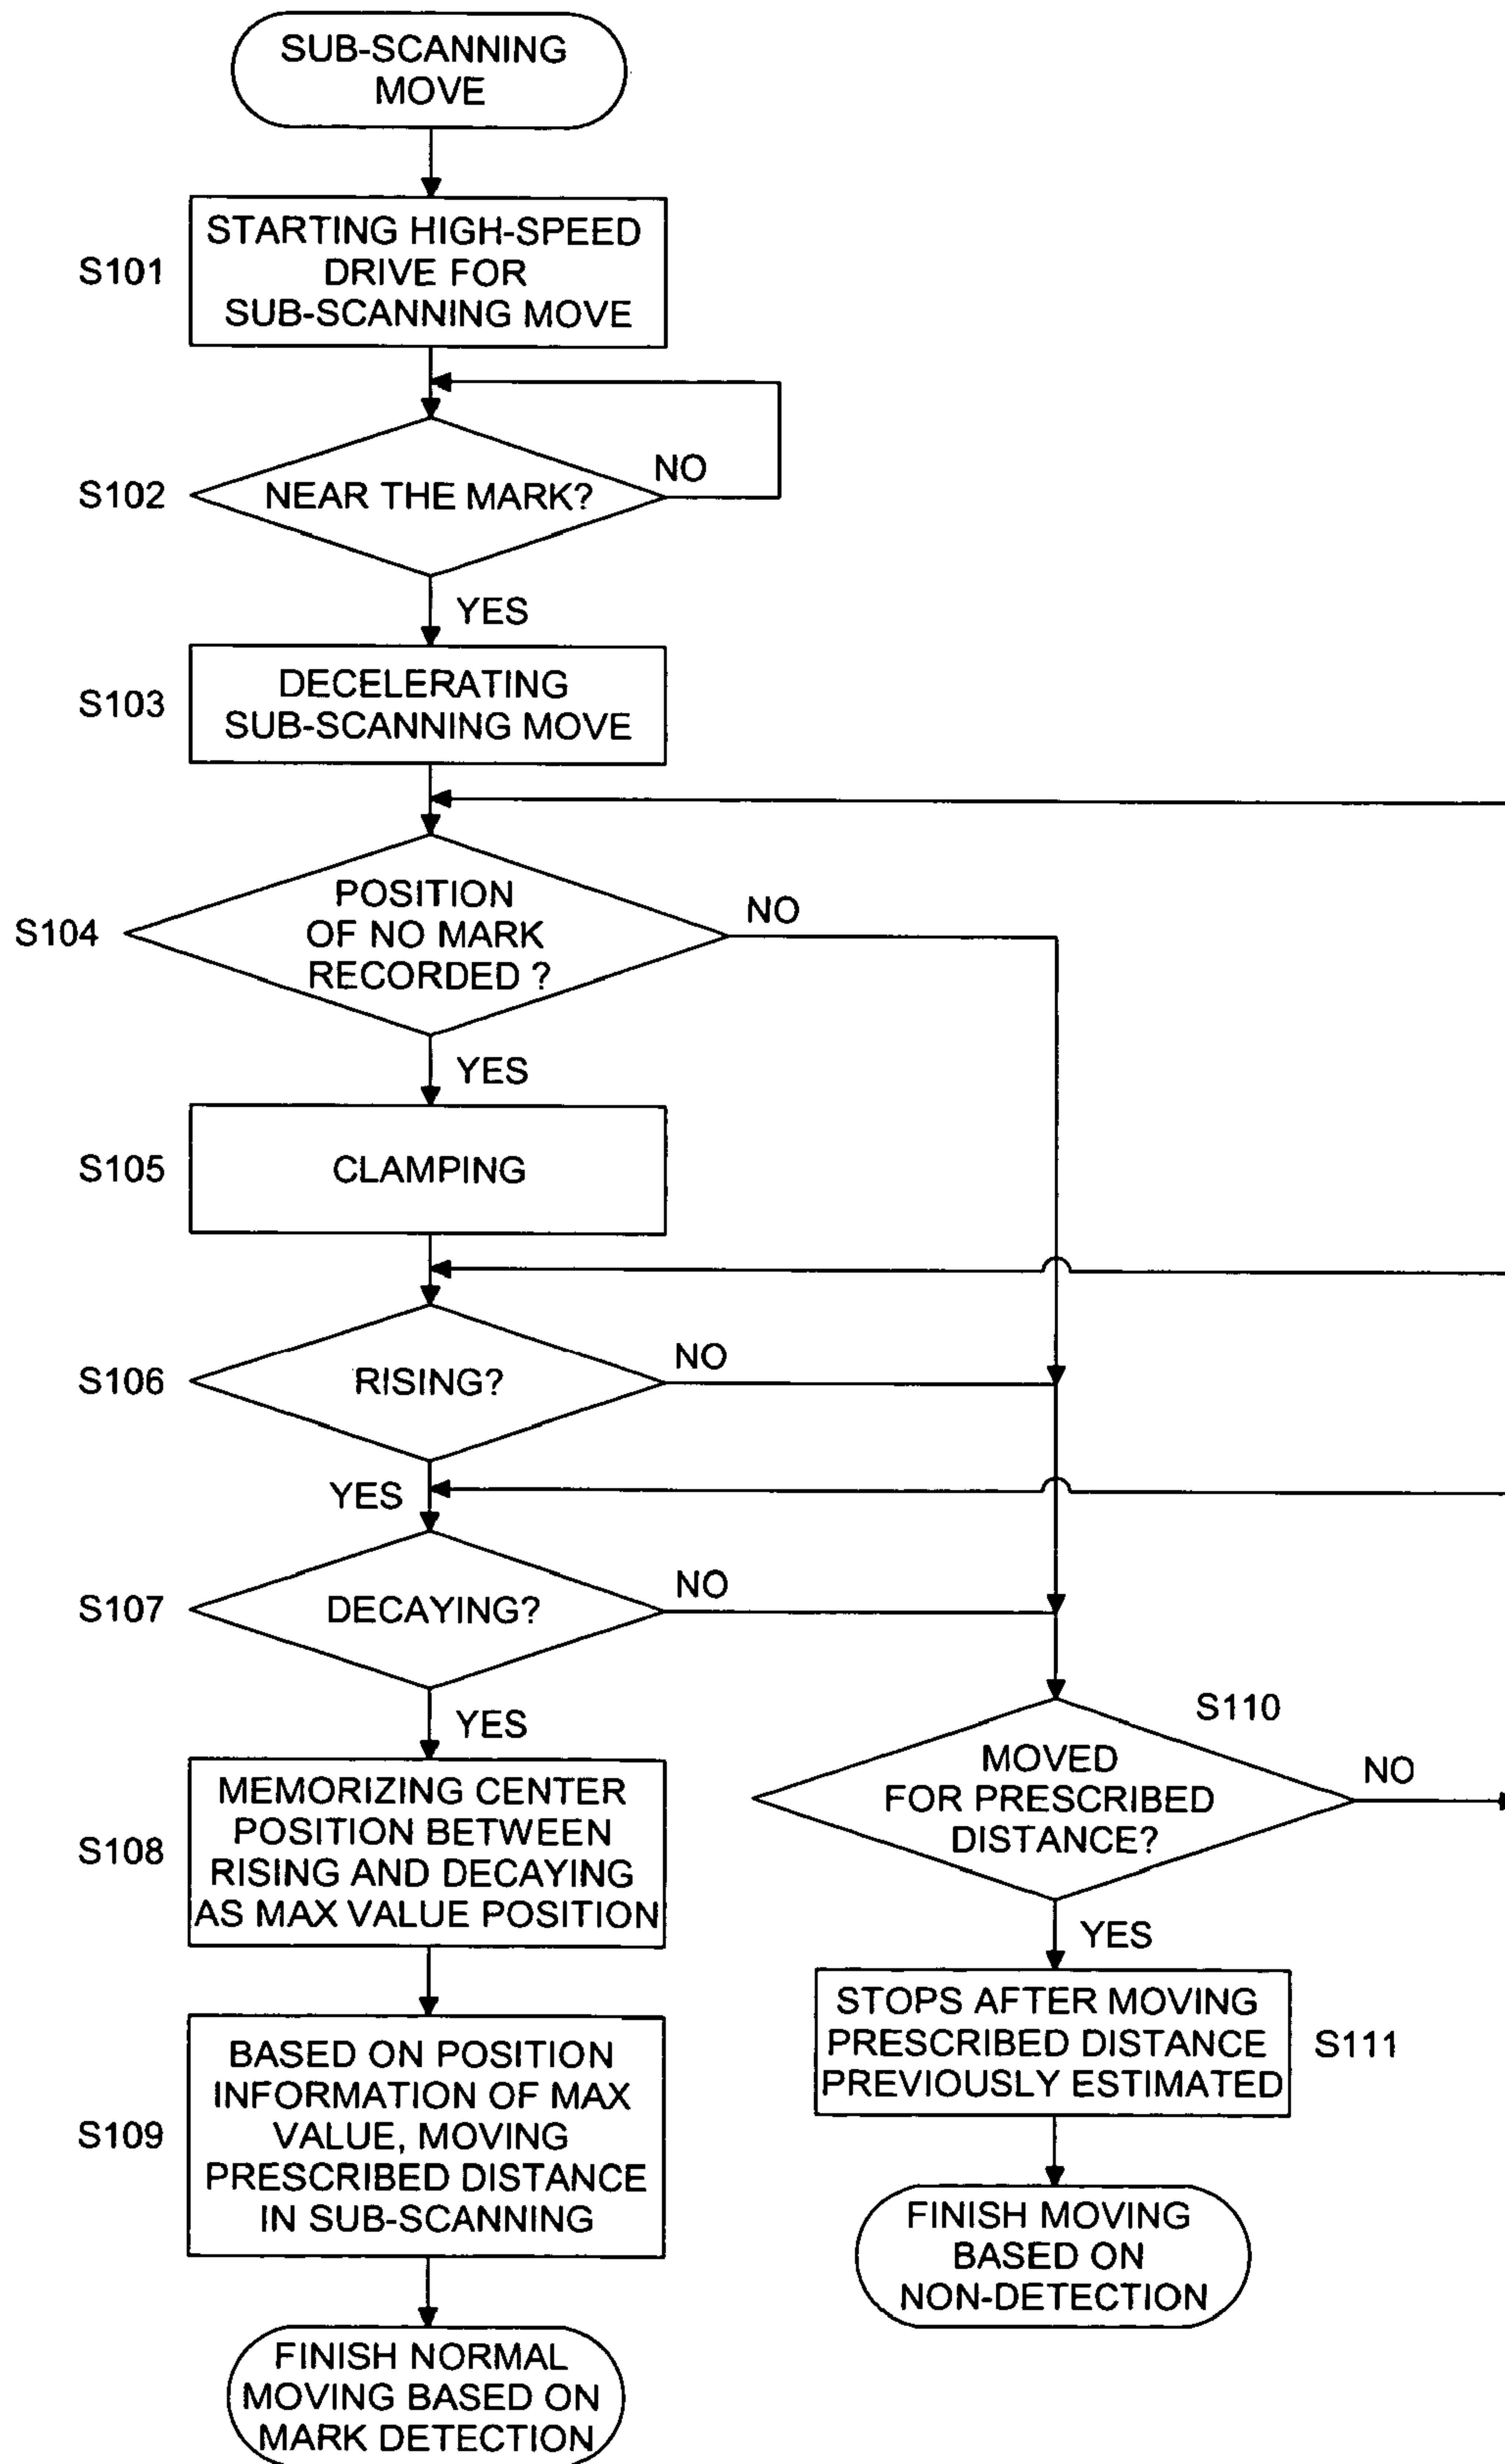 SUB-SCANNING
MOVE
S101
STARTING HIGH-SPEED
DRIVE FOR
SUB-SCANNING MOVE
S102
NEAR THE MARK?
NO
YES
S103
DECELERATING
SUB-SCANNING MOVE
S104
POSITION
OF NO MARK
RECORDED ?
NO
YES
S105
CLAMPING
S106
RISING?
NO
YES
S107
DECAYING?
NO
YES
S108
MEMORIZING CENTER
POSITION BETWEEN
RISING AND DECAYING
AS MAX VALUE POSITION
S109
BASED ON POSITION
INFORMATION OF MAX
VALUE, MOVING
PRESCRIBED DISTANCE
IN SUB-SCANNING
FINISH NORMAL
MOVING BASED ON
MARK DETECTION
S110
MOVED
FOR PRESCRIBED
DISTANCE?
NO
YES
STOPS AFTER MOVING
PRESCRIBED DISTANCE
PREVIOUSLY ESTIMATED
S111
FINISH MOVING
BASED ON
NON-DETECTION